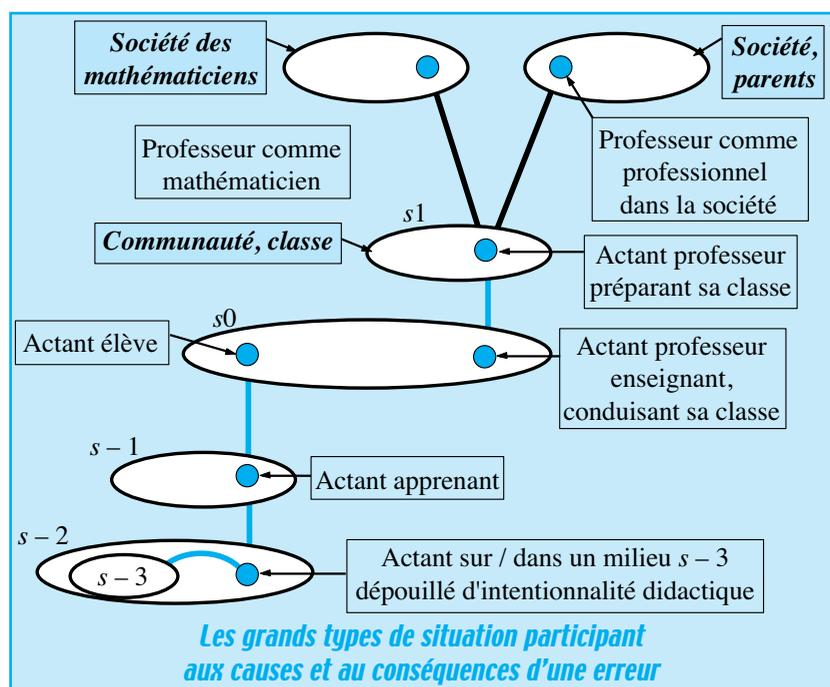 Société des
mathématiciens
Société,
parents
Professeur comme
mathématicien
Professeur comme
professionnel
dans la société
s1
Communauté, classe
Actant professeur
préparant sa classe
s0
Actant élève
Actant professeur
enseignant,
conduisant sa classe
s – 1
Actant apprenant
s – 2
s – 3
Actant sur / dans un milieu s – 3
dépouillé d'intentionnalité didactique
Les grands types de situation participant
aux causes et au conséquences d’une erreur